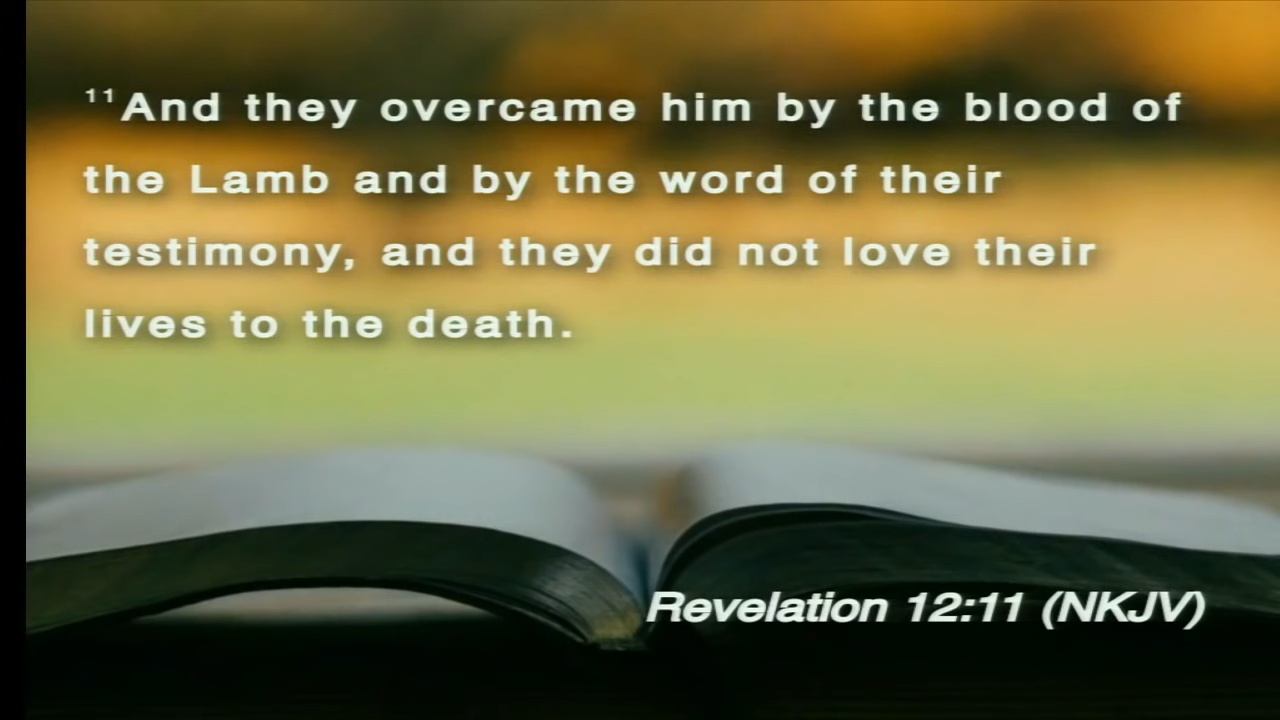 ¹¹And they overcame him by the blood of
the Lamb and by the word of their
testimony, and they did not love their
lives to the death.
Revelation 12:11 (NKJV)